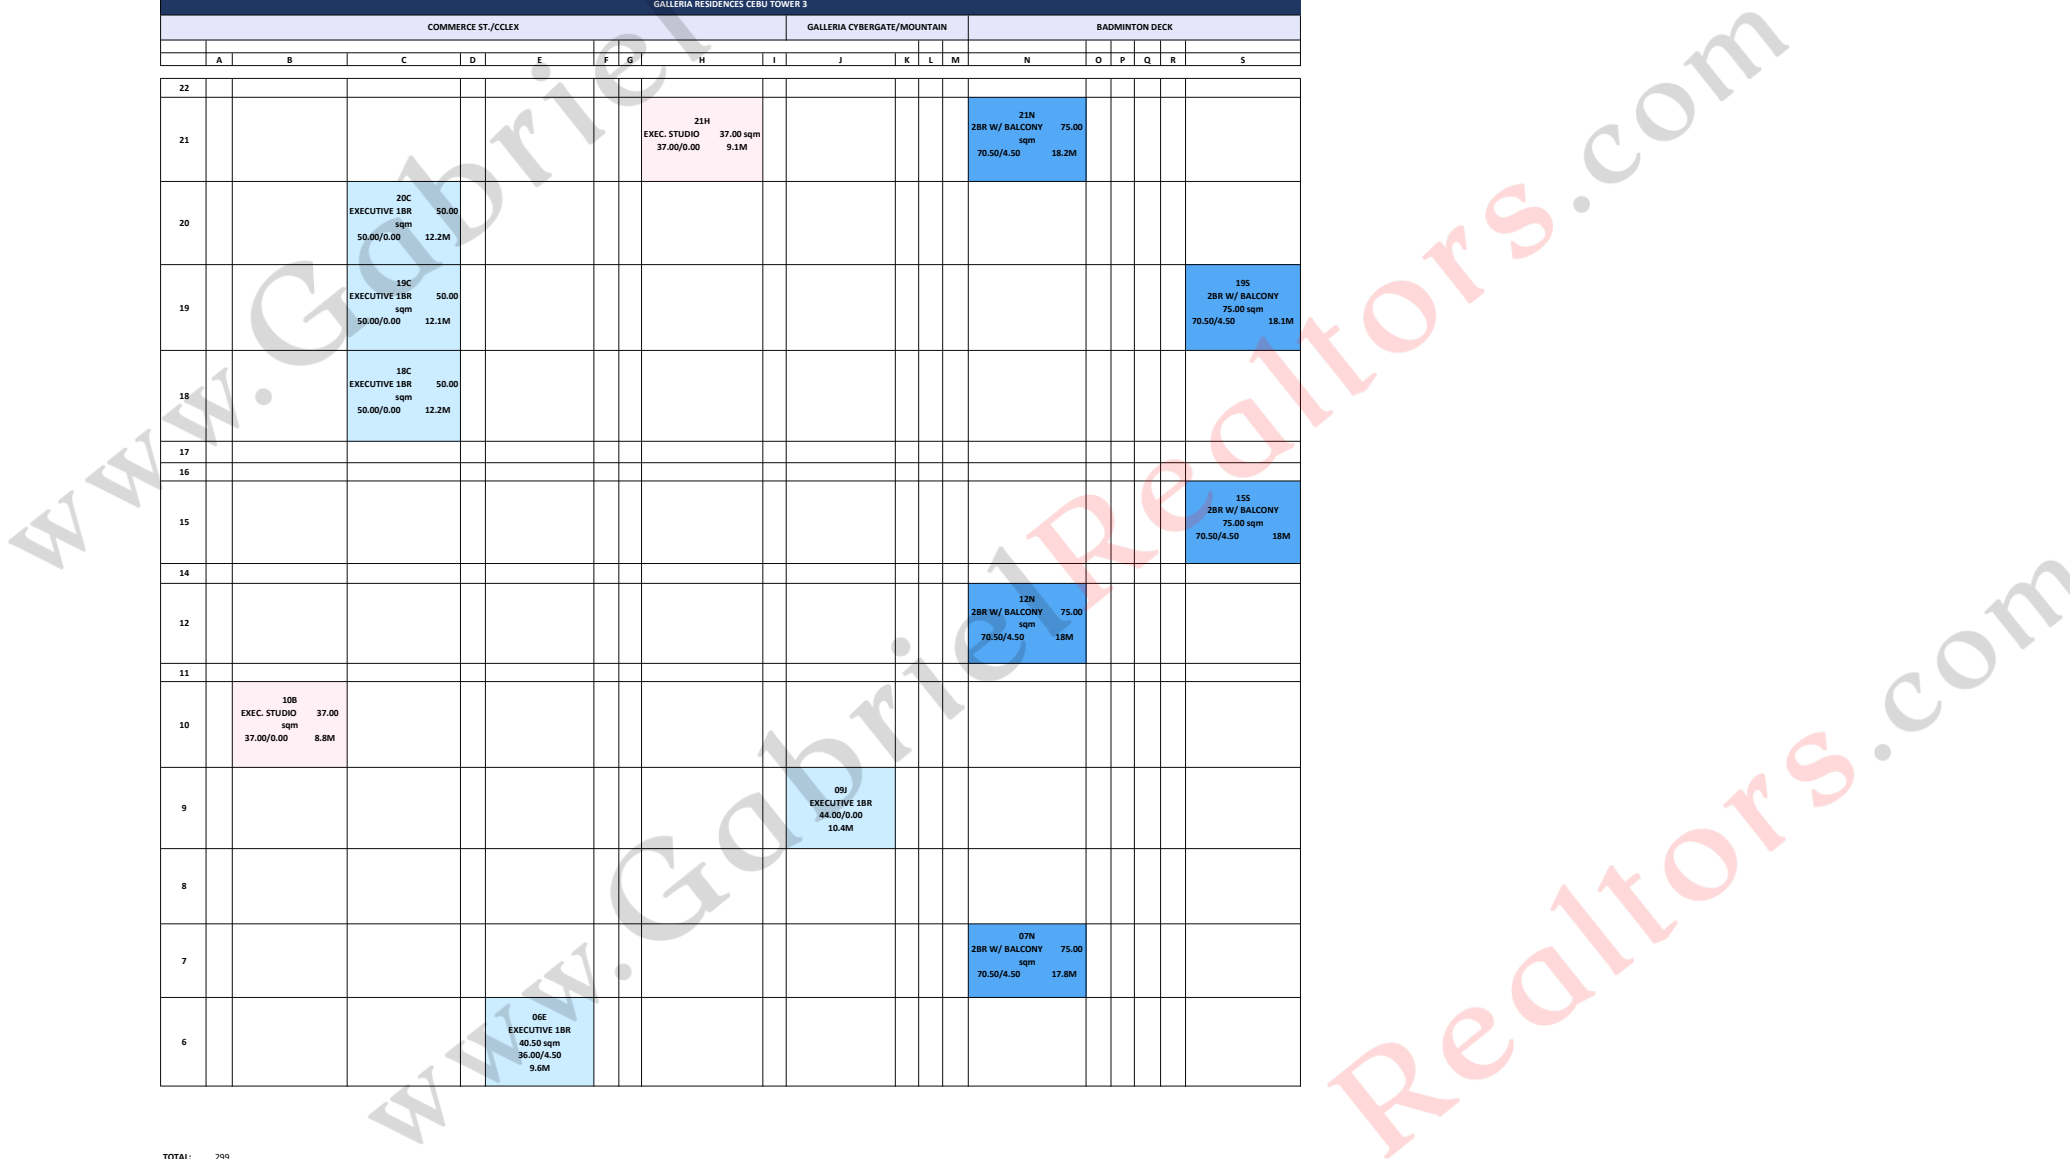 GALLERIA RESIDENCES CEBU TOWER 3
COMMERCE ST./CCLEX GALLERIA CYBERGATE/MOUNTAIN BADMINTON DECK
A B C D E F G H I J K L M N O P Q R S
22
21
21H
EXEC. STUDIO 37.00 sqm
37.00/0.00 9.1M
21N
2BR W/ BALCONY 75.00
sqm
70.50/4.50 18.2M
20
20C
EXECUTIVE 1BR 50.00
sqm
50.00/0.00 12.2M
19
19C
EXECUTIVE 1BR 50.00
sqm
50.00/0.00 12.1M
19S
2BR W/ BALCONY
75.00 sqm
70.50/4.50 18.1M
18
18C
EXECUTIVE 1BR 50.00
sqm
50.00/0.00 12.2M
17
16
15
15S
2BR W/ BALCONY
75.00 sqm
70.50/4.50 18M
14
12
12N
2BR W/ BALCONY 75.00
sqm
70.50/4.50 18M
11
10
10B
EXEC. STUDIO 37.00
sqm
37.00/0.00 8.8M
9
09J
EXECUTIVE 1BR
44.00/0.00
10.4M
8
7
07N
2BR W/ BALCONY 75.00
sqm
70.50/4.50 17.8M
6
06E
EXECUTIVE 1BR
40.50 sqm
36.00/4.50
9.6M
TOTAL: 299
www.GabrielRealtors.com
www.GabrielRealtors.com